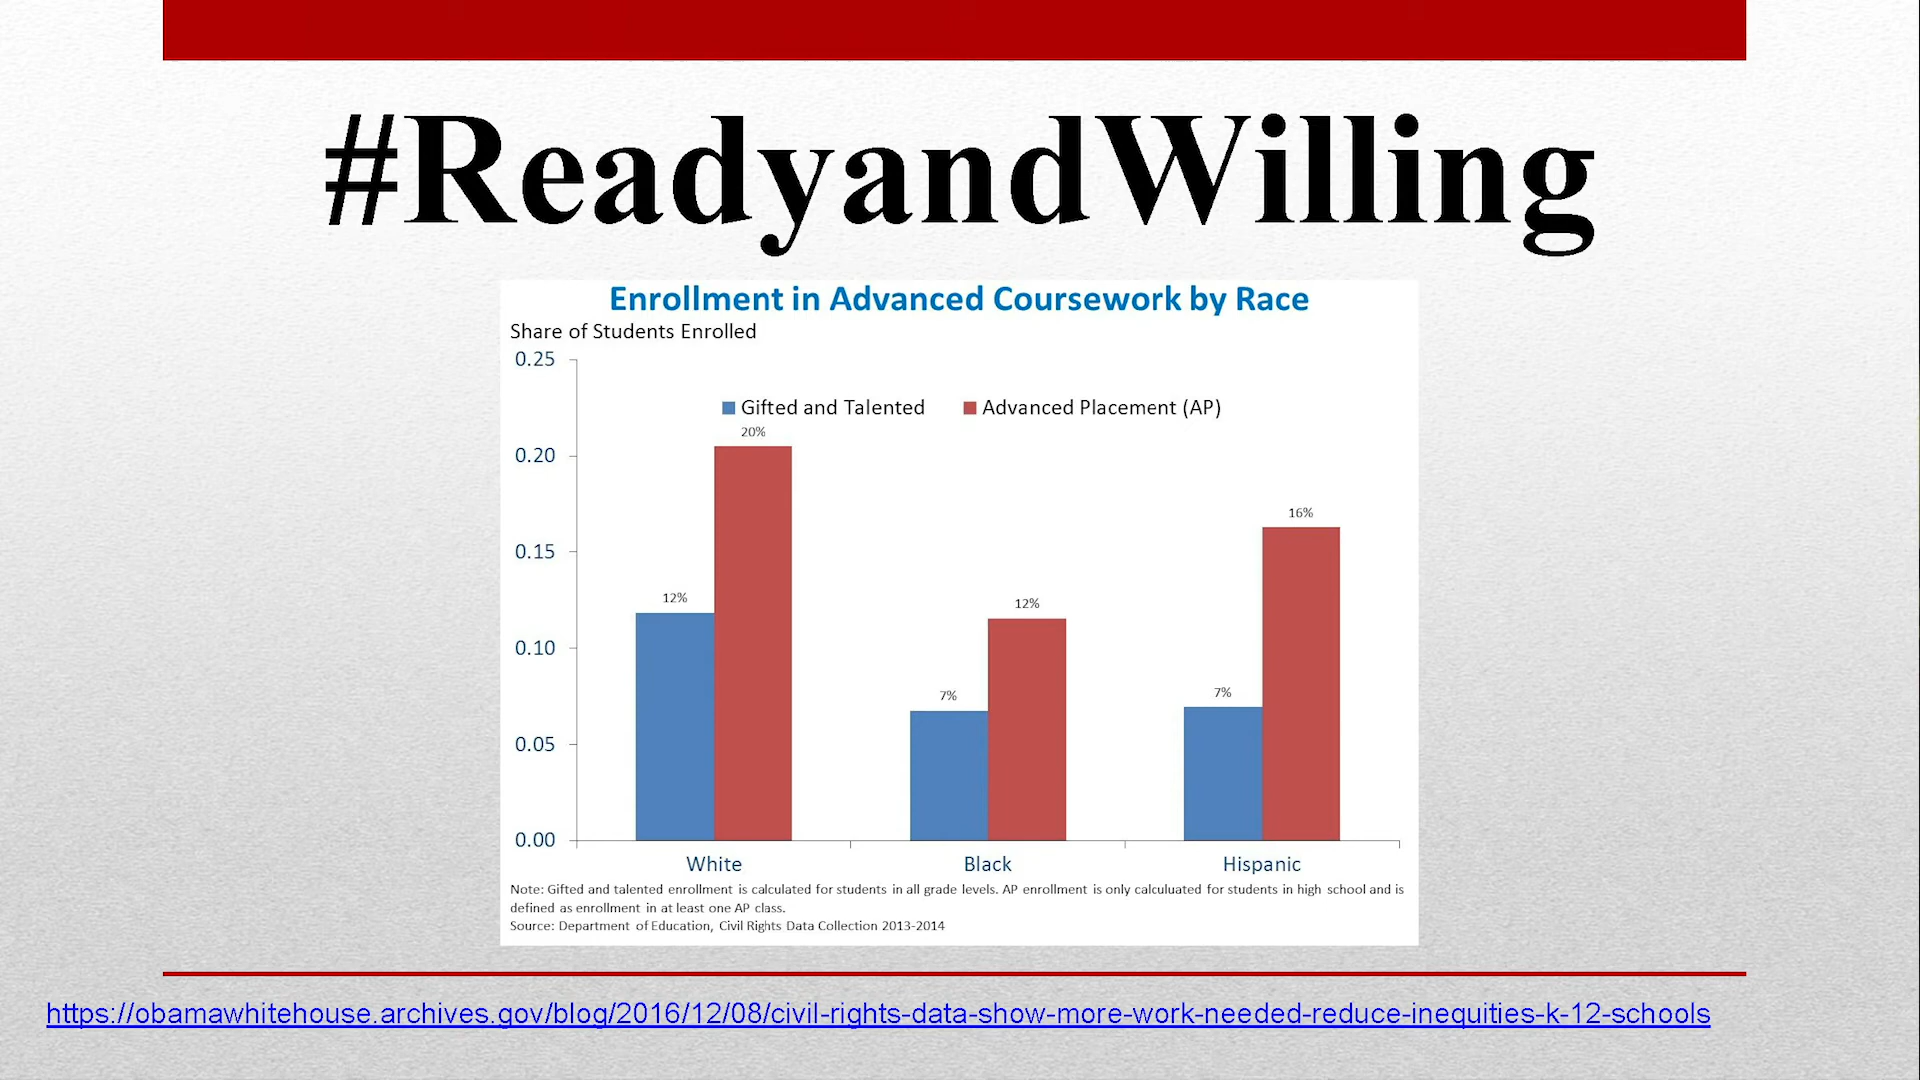 #ReadyandWilling
Enrollment in Advanced Coursework by Race
Share of Students Enrolled
0.25
Gifted and Talented Advanced Placement (AP)
20%
0.20
16%
0.15
12%
12%
0.10
7%
7%
0.05
0.00
White Black Hispanic
Note: Gifted and talented enrollment is calculated for students in all grade levels. AP enrollment is only calculuated for students in high school and is
defined as enrollment in at least one AP class.
Source: Department of Education, Civil Rights Data Collection 2013-2014
https://obamawhitehouse.archives.gov/blog/2016/12/08/civil-rights-data-show-more-work-needed-reduce-inequities-k-12-schools